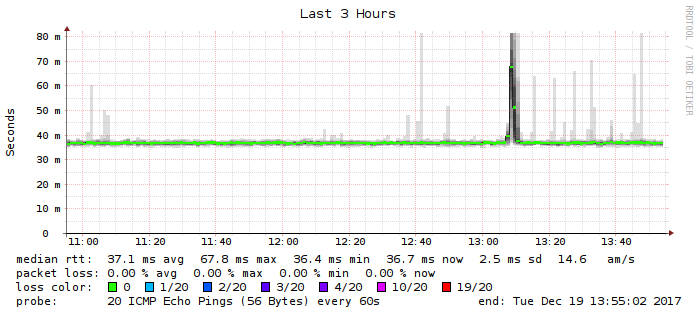 Last 3 Hours
RRDTOOL / TOBI OETIKER
Seconds
80 m
70 m
60 m
50 m
40 m
30 m
20 m
10 m
0
11:00 11:20 11:40 12:00 12:20 12:40 13:00 13:20 13:40
median rtt: 37.1 ms avg 67.8 ms max 36.4 ms min 36.7 ms now 2.5 ms sd 14.6 am/s
packet loss: 0.00 % avg 0.00 % max 0.00 % min 0.00 % now
loss color: 0 1/20 2/20 3/20 4/20 10/20 19/20
probe: 20 ICMP Echo Pings (56 Bytes) every 60s end: Tue Dec 19 13:55:02 2017